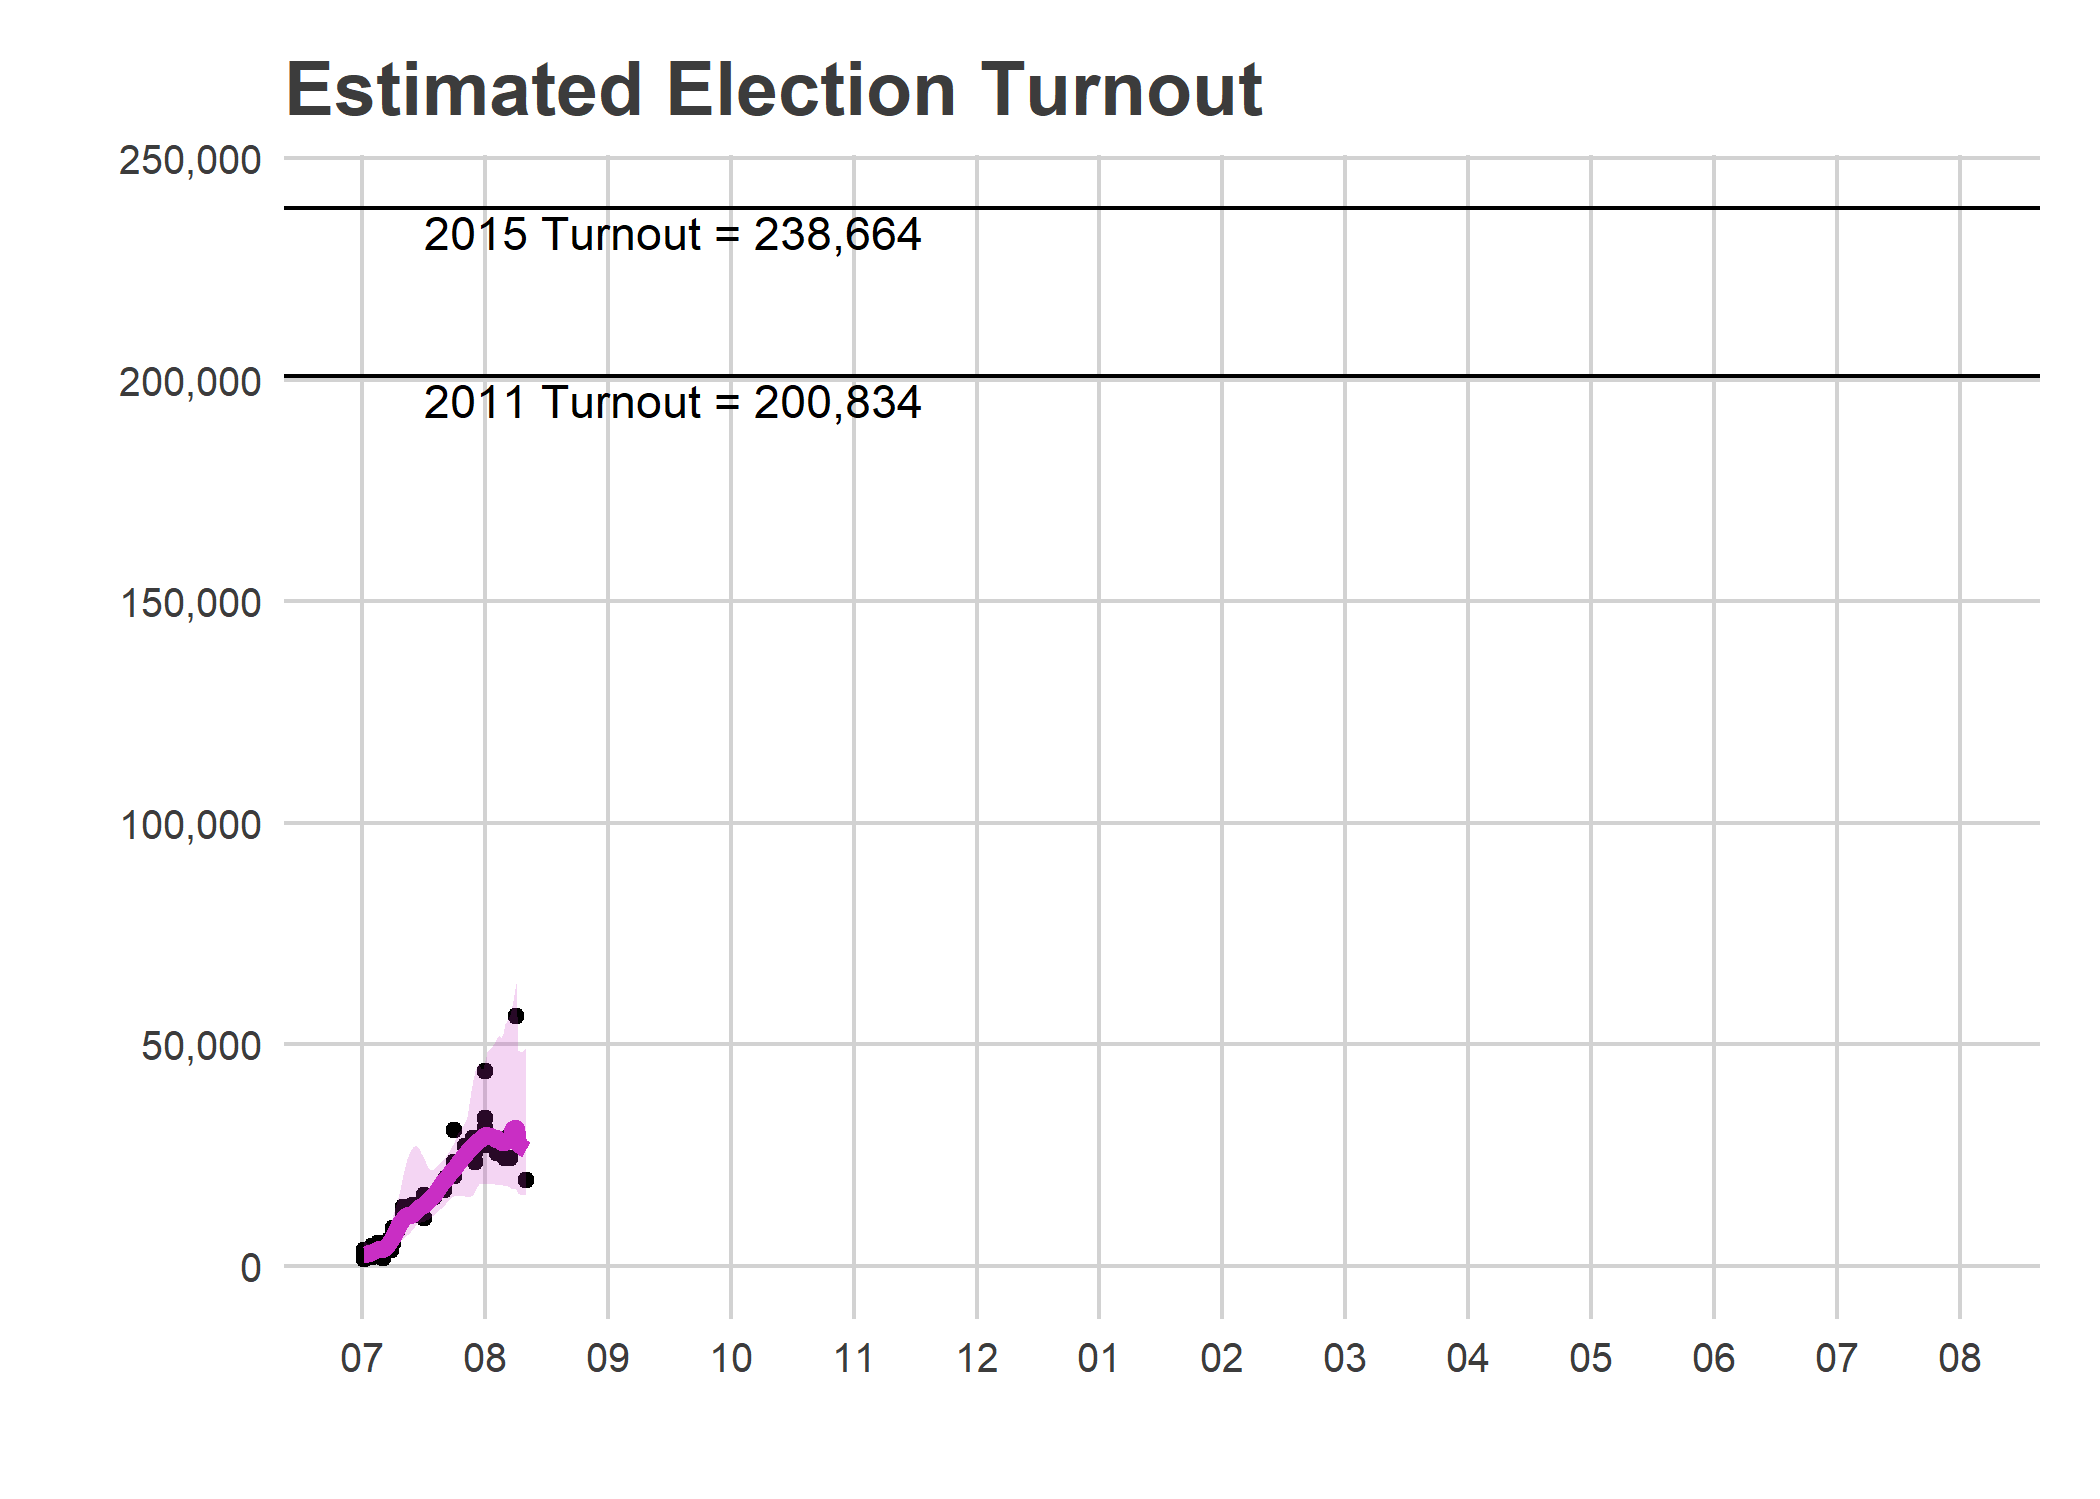 Estimated Election Turnout
250,000
2015 Turnout = 238,664
200,000
2011 Turnout = 200,834
150,000
100,000
50,000
0
07 08 09 10 11 12 01 02 03 04 05 06 07 08